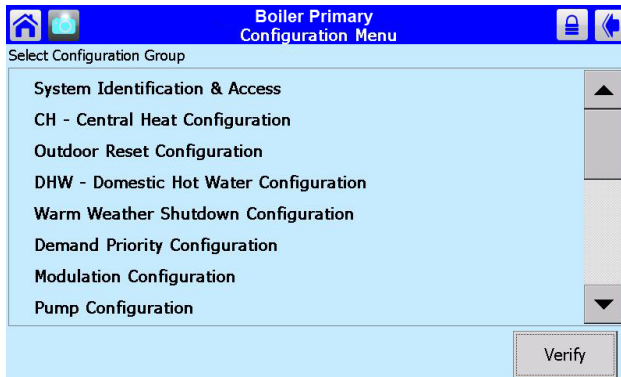 Boiler Primary
Configuration Menu
Select Configuration Group
System Identification & Access
CH - Central Heat Configuration
Outdoor Reset Configuration
DHW - Domestic Hot Water Configuration
Warm Weather Shutdown Configuration
Demand Priority Configuration
Modulation Configuration
Pump Configuration
Verify